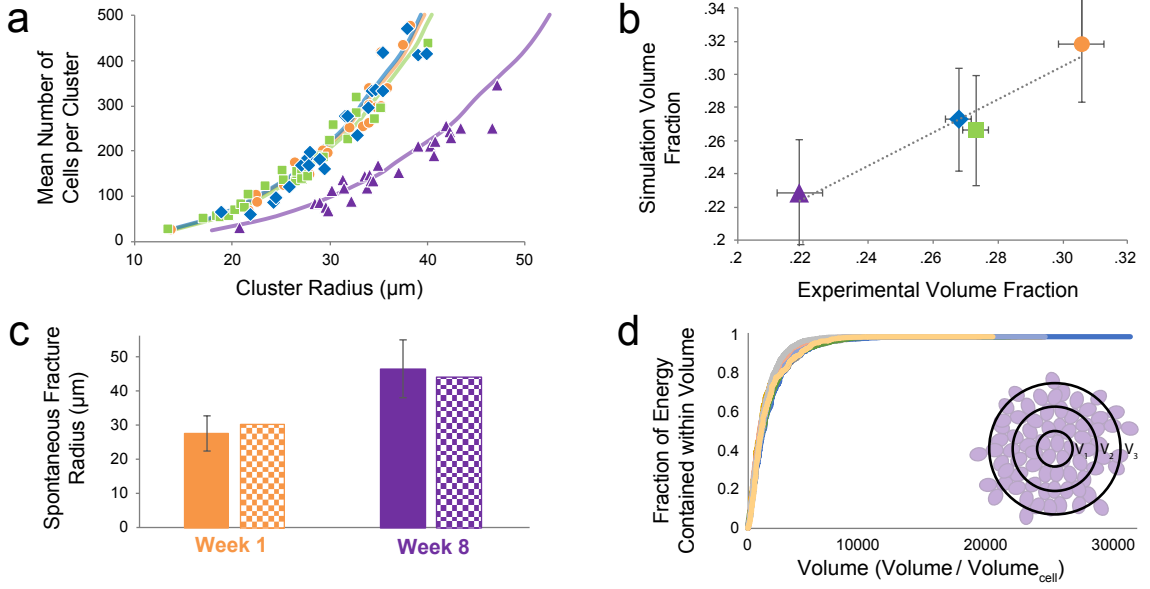 a
Mean Number of
Cells per Cluster
500
400
300
200
100
0
10
20
30
40
50
Cluster Radius (µm)
b
Simulation Volume
Fraction
.34
.32
.30
.28
.26
.24
.22
.2
.2
.22
.24
.26
.28
.30
.32
Experimental Volume Fraction
c
Spontaneous Fracture
Radius (µm)
50
40
30
20
10
0
Week 1
Week 8
d
Fraction of Energy
Contained within Volume
1
0.8
0.6
0.4
0.2
0
V1
V2
V3
0
10000
20000
30000
Volume (Volume / Volumecell)